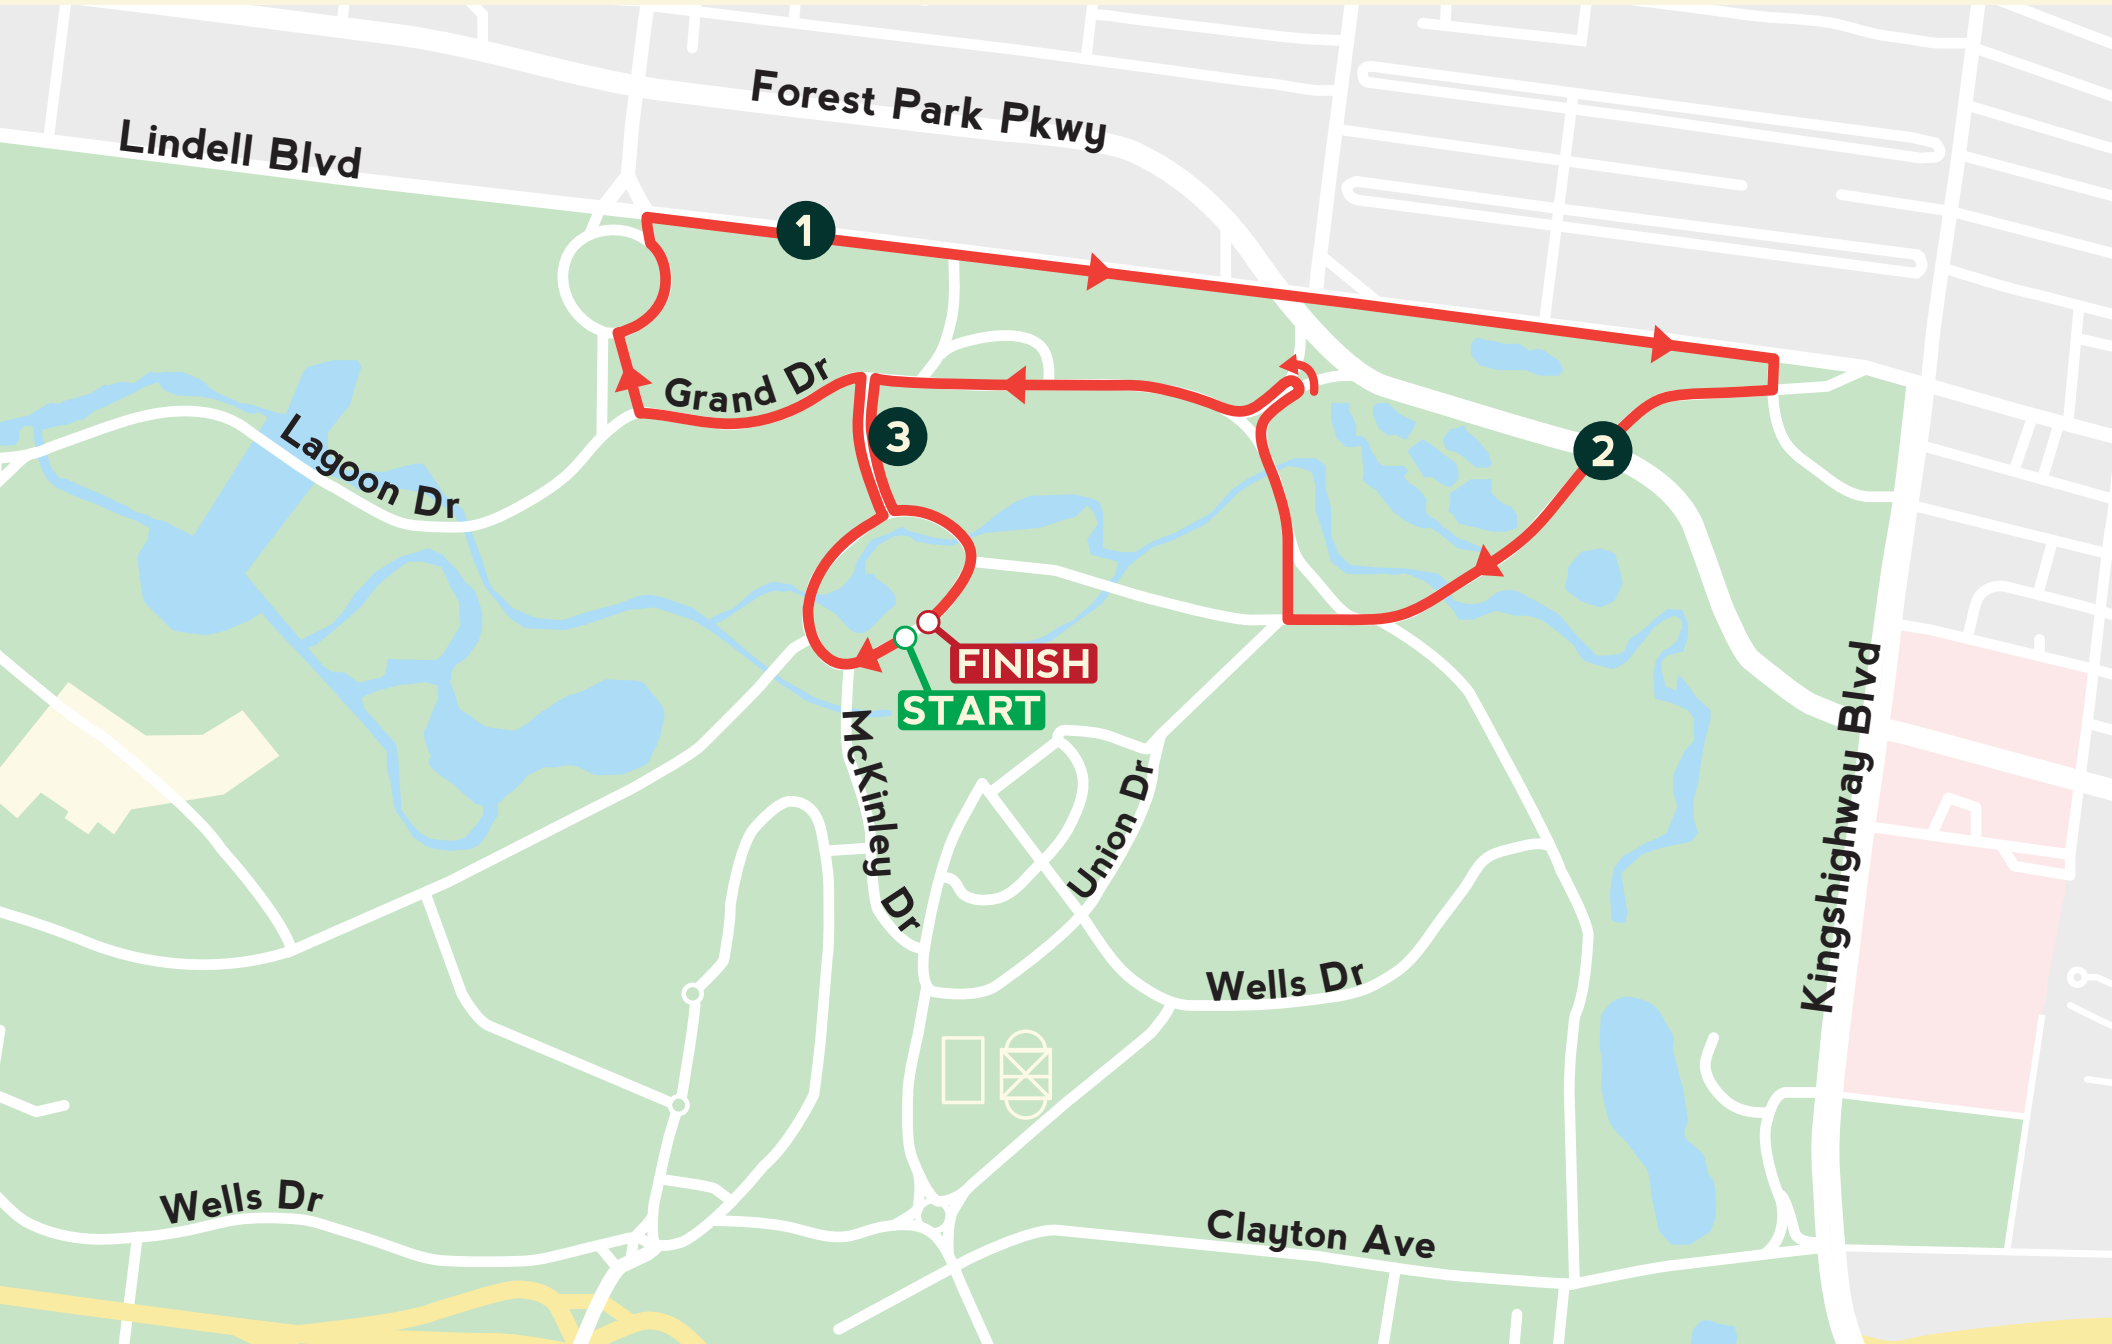 Forest Park Pkwy
Lindell Blvd
1
Grand Dr
3
2
Lagoon Dr
FINISH
START
McKinley Dr
Union Dr
Kingshighway Blvd
Wells Dr
Wells Dr
Clayton Ave